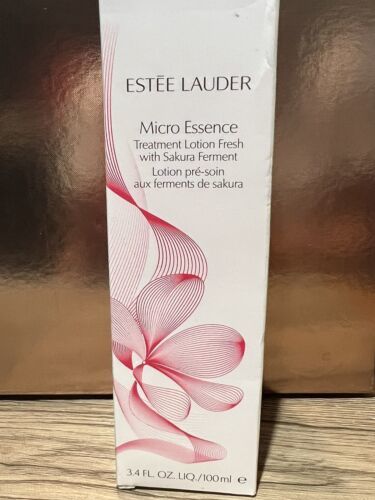 ESTĒE LAUDER
Micro Essence
Treatment Lotion Fresh
with Sakura Ferment
Lotion pré-soin
aux ferments de sakura
3.4 FL. OZ. LIQ./100ml e